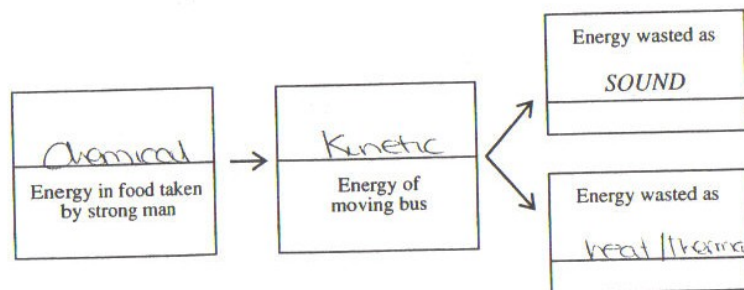 Chemical
Energy in food taken
by strong man
Kinetic
Energy of
moving bus
Energy wasted as
SOUND
Energy wasted as
heat/therma